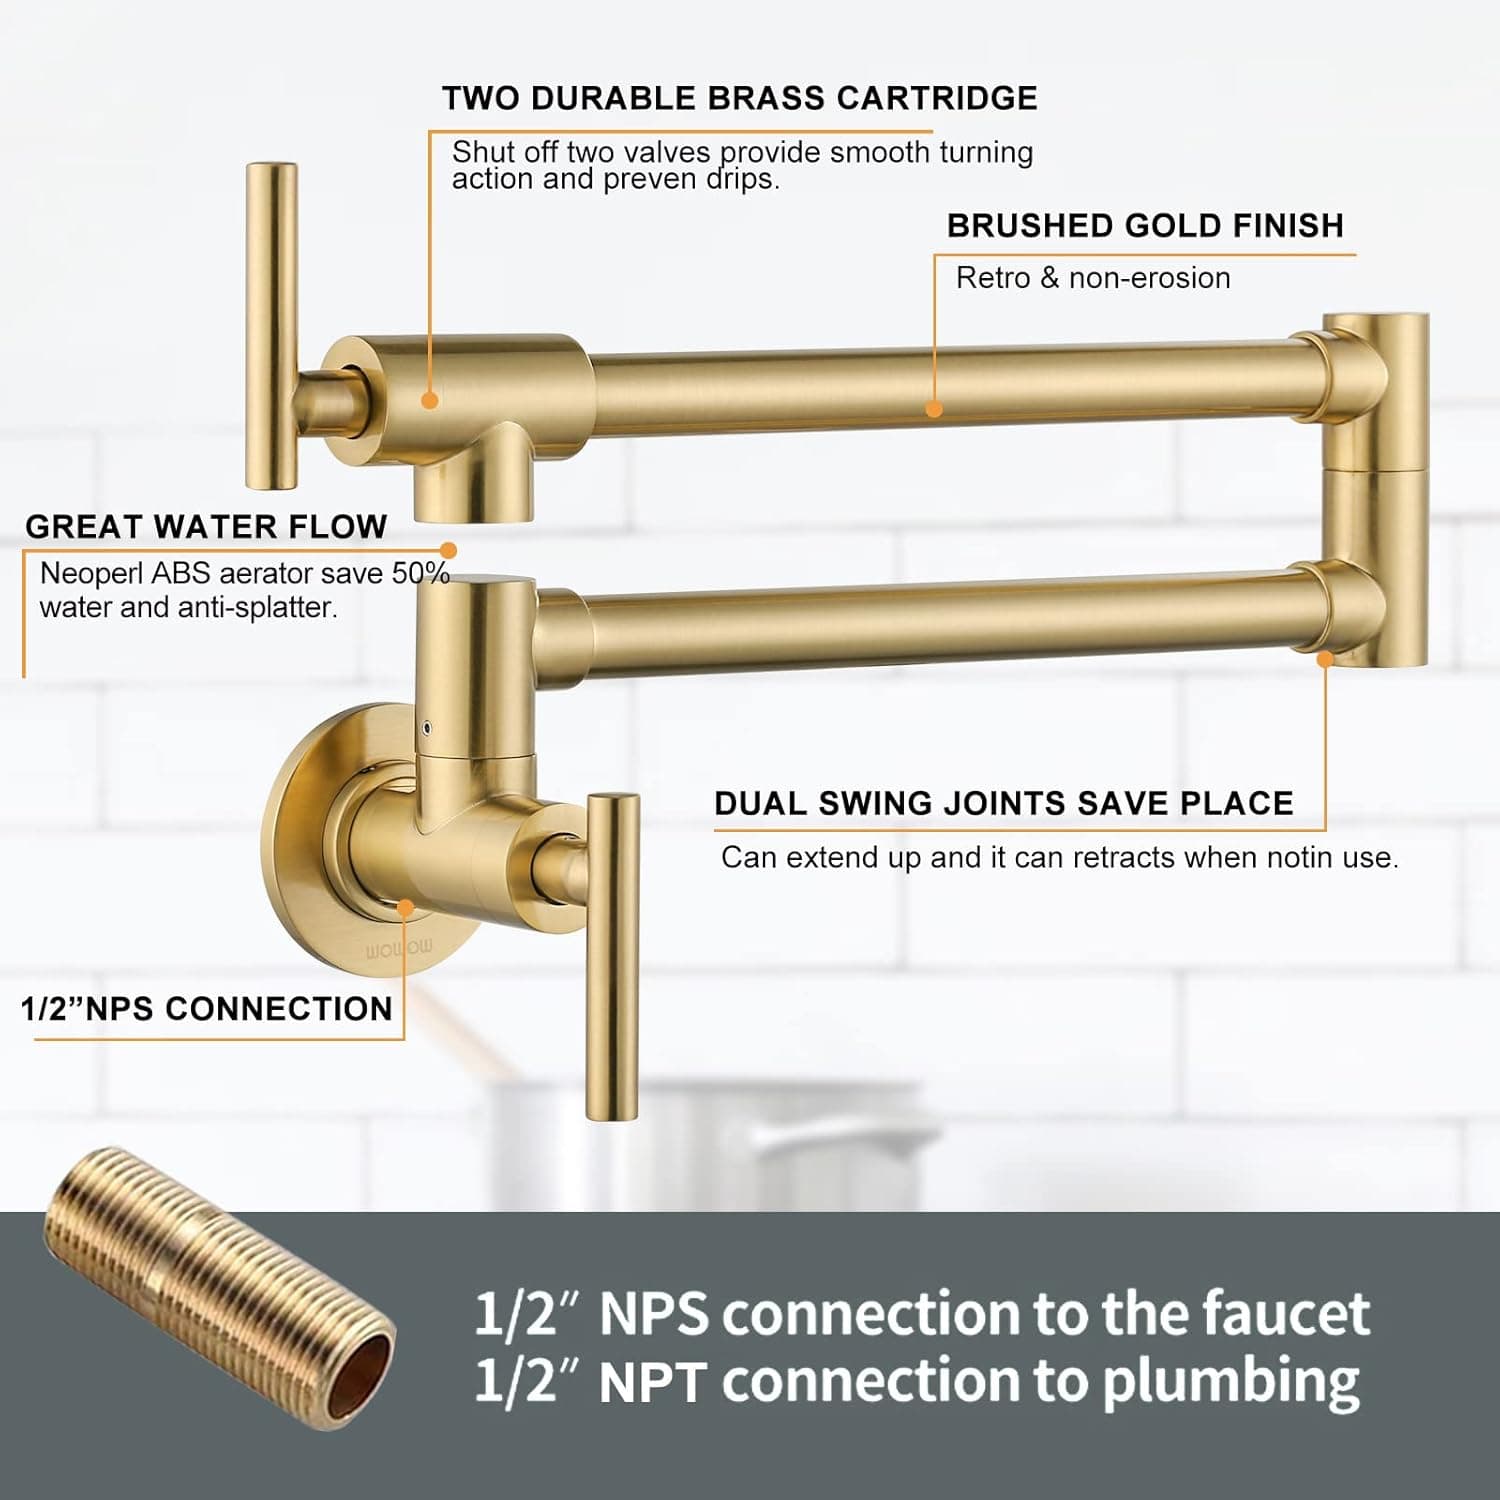 TWO DURABLE BRASS CARTRIDGE
Shut off two valves provide smooth turning
action and preven drips.
BRUSHED GOLD FINISH
Retro & non-erosion
GREAT WATER FLOW
Neoperl ABS aerator save 50%
water and anti-splatter.
DUAL SWING JOINTS SAVE PLACE
Can extend up and it can retracts when notin use.
WOWOW
1/2”NPS CONNECTION
1/2″ NPS connection to the faucet
1/2″ NPT connection to plumbing